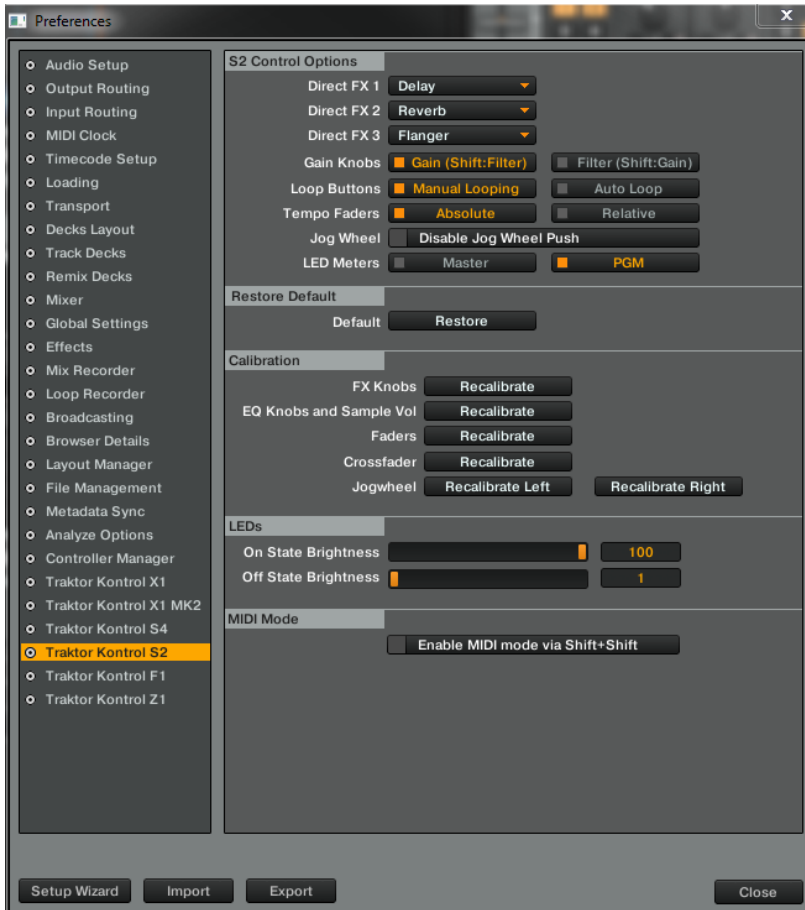 Preferences
x
Audio Setup
Output Routing
Input Routing
MIDI Clock
Timecode Setup
Loading
Transport
Decks Layout
Track Decks
Remix Decks
Mixer
Global Settings
Effects
Mix Recorder
Loop Recorder
Broadcasting
Browser Details
Layout Manager
File Management
Metadata Sync
Analyze Options
Controller Manager
Traktor Kontrol X1
Traktor Kontrol X1 MK2
Traktor Kontrol S4
Traktor Kontrol S2
Traktor Kontrol F1
Traktor Kontrol Z1
S2 Control Options
Direct FX 1 Delay
Direct FX 2 Reverb
Direct FX 3 Flanger
Gain Knobs Gain (Shift:Filter) Filter (Shift:Gain)
Loop Buttons Manual Looping Auto Loop
Tempo Faders Absolute Relative
Jog Wheel Disable Jog Wheel Push
LED Meters Master PGM
Restore Default
Default Restore
Calibration
FX Knobs Recalibrate
EQ Knobs and Sample Vol Recalibrate
Faders Recalibrate
Crossfader Recalibrate
Jogwheel Recalibrate Left Recalibrate Right
LEDs
On State Brightness 100
Off State Brightness 1
MIDI Mode
Enable MIDI mode via Shift+Shift
Setup Wizard Import Export Close